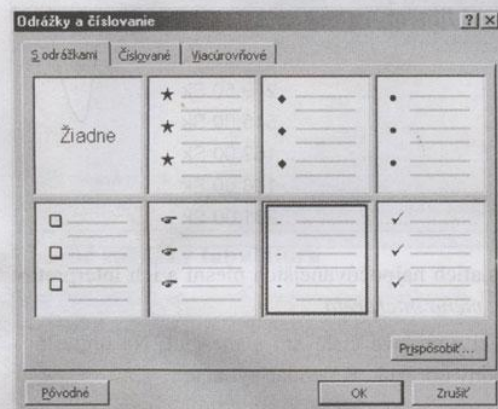 Odrážky a číslovanie
S odrážkami Číslované Viacúrovňové
Žiadne
Prispôsobiť...
Pôvodné OK Zrušiť